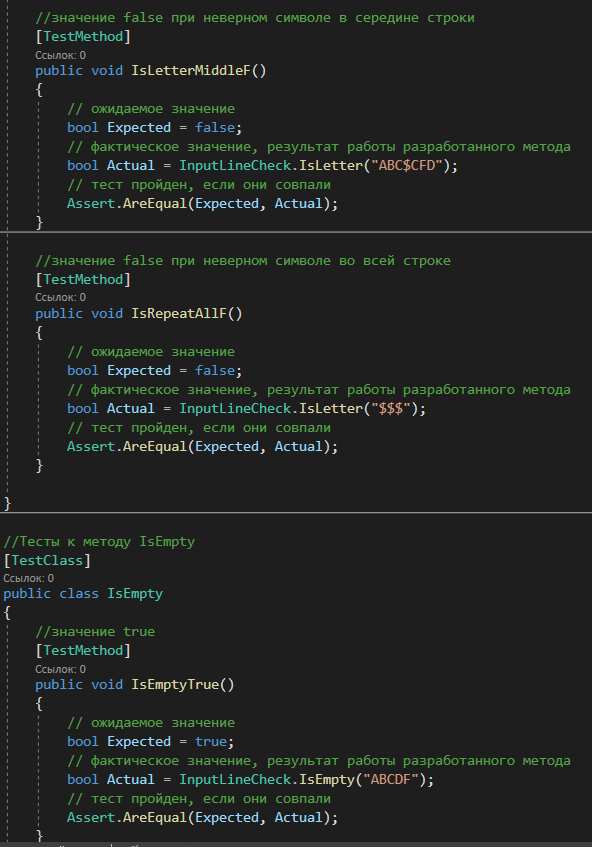 //значение false при неверном символе в середине строки
[TestMethod]
Ссылок: 0
public void IsLetterMiddleF()
{
// ожидаемое значение
bool Expected = false;
// фактическое значение, результат работы разработанного метода
bool Actual = InputLineCheck.IsLetter("ABC$CFD");
// тест пройден, если они совпали
Assert.AreEqual(Expected, Actual);
}
//значение false при неверном символе во всей строке
[TestMethod]
Ссылок: 0
public void IsRepeatAllF()
{
// ожидаемое значение
bool Expected = false;
// фактическое значение, результат работы разработанного метода
bool Actual = InputLineCheck.IsLetter("$$$");
// тест пройден, если они совпали
Assert.AreEqual(Expected, Actual);
}
}
//Тесты к методу IsEmpty
[TestClass]
Ссылок: 0
public class IsEmpty
{
//значение true
[TestMethod]
Ссылок: 0
public void IsEmptyTrue()
{
// ожидаемое значение
bool Expected = true;
// фактическое значение, результат работы разработанного метода
bool Actual = InputLineCheck.IsEmpty("ABCDF");
// тест пройден, если они совпали
Assert.AreEqual(Expected, Actual);
}